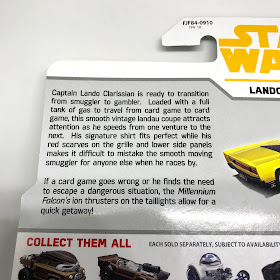 FJF84-0910
STAR
WARS
LANDO
Captain Lando Clarissian is ready to transition
from smuggler to gambler. Loaded with a full
tank of gas to travel from card game to card
game, this smooth vintage landau coupe attracts
attention as he speeds from one venture to the
next. His signature shirt fits perfect while his
red scarves on the grille and lower side panels
makes it difficult to mistake the smooth moving
smuggler for anyone else when he races by.
If a card game goes wrong or he finds the need
to escape a dangerous situation, the Millennium
Falcon's ion thrusters on the taillights allow for a
quick getaway!
COLLECT THEM ALL
EACH SOLD SEPARATELY, SUBJECT TO AVAILABILITY